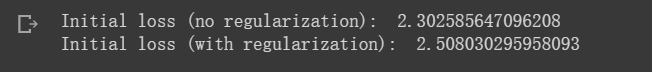 Initial loss (no regularization):  2.302585647096208
Initial loss (with regularization):  2.508030295958093